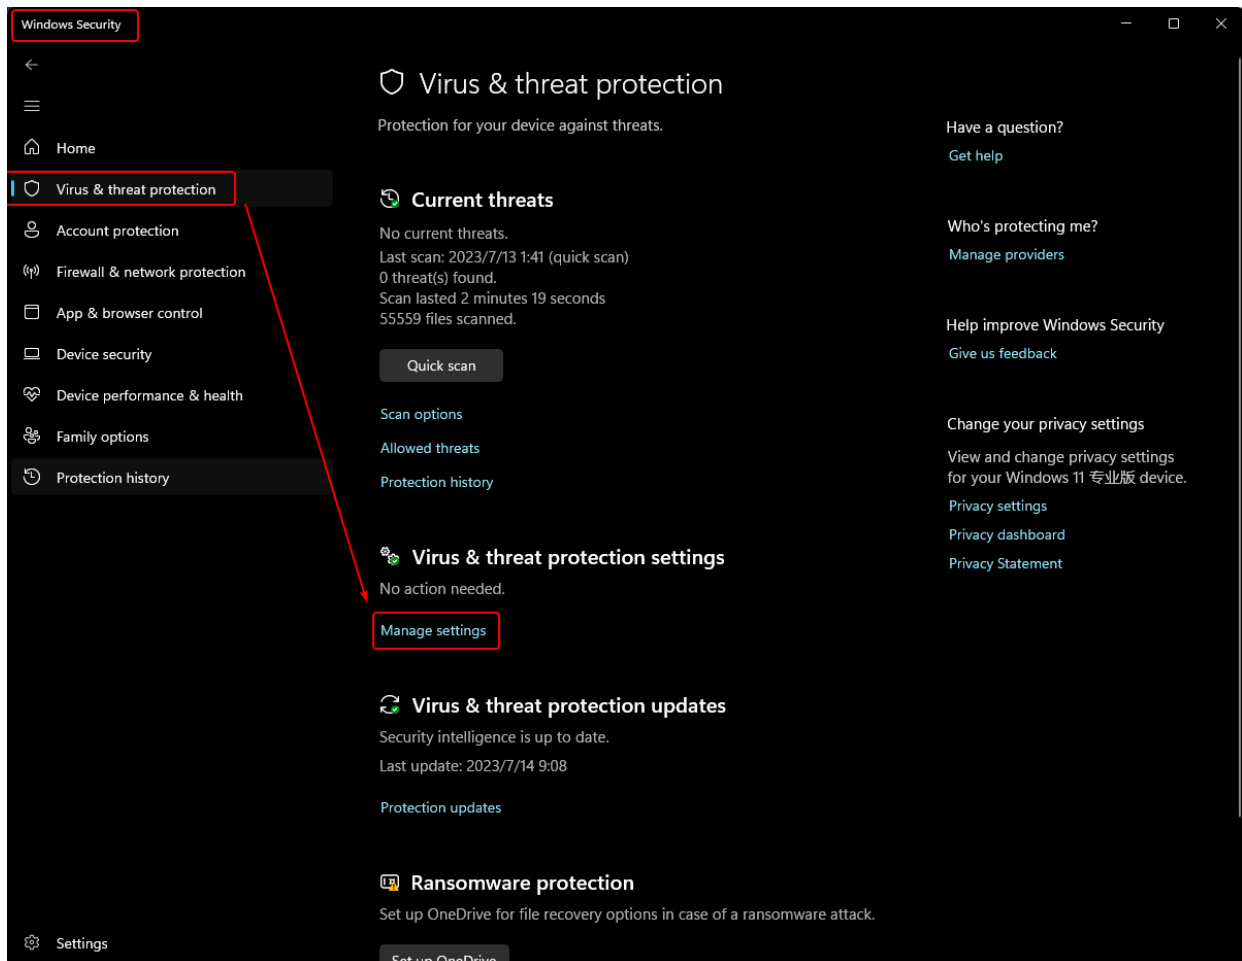 Windows Security
Home
Virus & threat protection
Account protection
Firewall & network protection
App & browser control
Device security
Device performance & health
Family options
Protection history
Settings
Virus & threat protection
Protection for your device against threats.
Current threats
No current threats.
Last scan: 2023/7/13 1:41 (quick scan)
0 threat(s) found.
Scan lasted 2 minutes 19 seconds
55559 files scanned.
Quick scan
Scan options
Allowed threats
Protection history
Virus & threat protection settings
No action needed.
Manage settings
Virus & threat protection updates
Security intelligence is up to date.
Last update: 2023/7/14 9:08
Protection updates
Ransomware protection
Set up OneDrive for file recovery options in case of a ransomware attack.
Set up OneDrive
Have a question?
Get help
Who's protecting me?
Manage providers
Help improve Windows Security
Give us feedback
Change your privacy settings
View and change privacy settings
for your Windows 11 专业版 device.
Privacy settings
Privacy dashboard
Privacy Statement